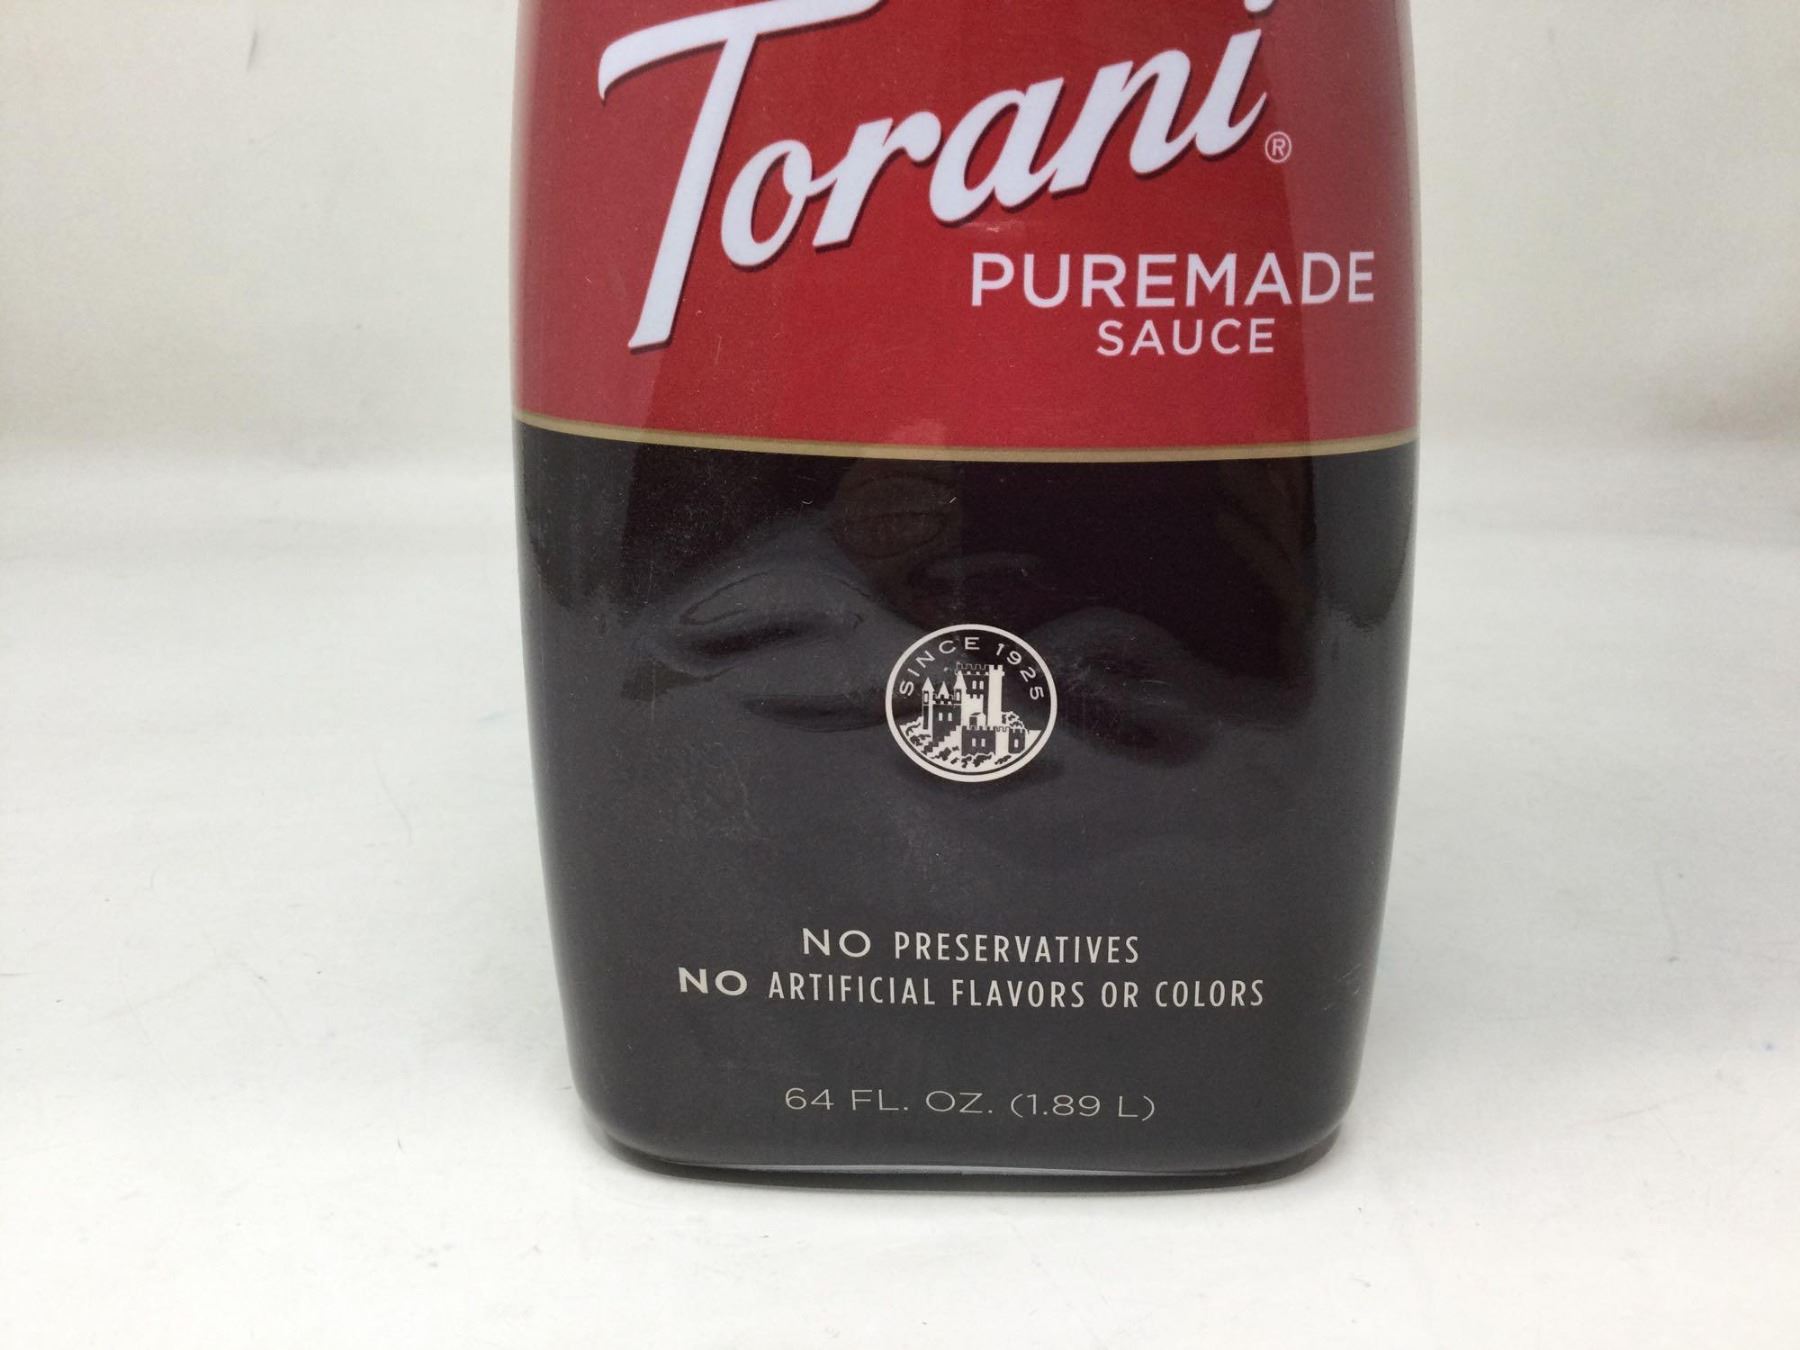 Torani®
PUREMADE
SAUCE
SINCE 1925
NO PRESERVATIVES
NO ARTIFICIAL FLAVORS OR COLORS
64 FL. OZ. (1.89 L)